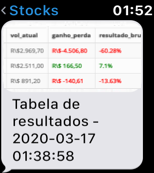 <Stocks 01:52
vol_atual ganho_perda resultado_bru
R\$2.969,70 R\$-4.506,80 -60.28%
R\$2.511,00 R\$ 166,50 7.1%
R\$ 891,20 R\$ -140,61 -13.63%
Tabela de
resultados -
2020-03-17
01:38:58